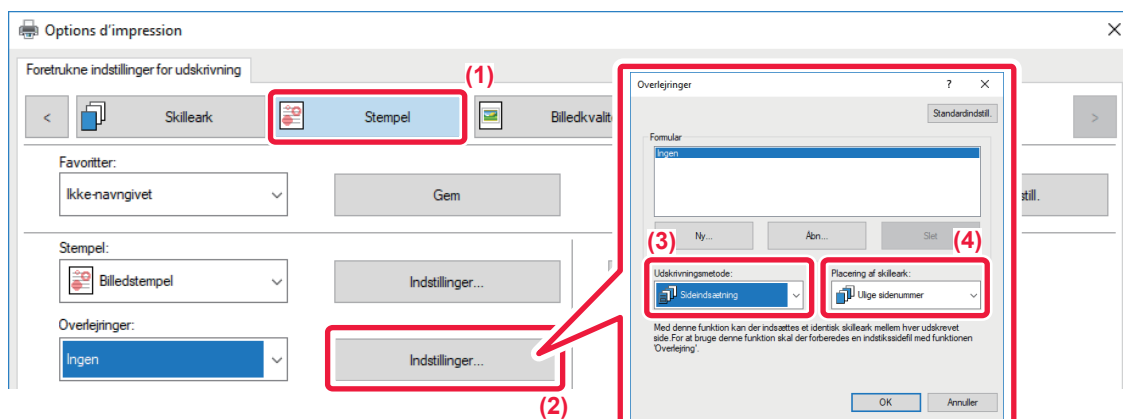 Options d'impression
Foretrukne indstillinger for udskrivning
(1)
<
Skilleark
Stempel
Billedkvalit
>
Favoritter:
Ikke-navngivet
Gem
still.
Stempel:
Billedstempel
Indstillinger...
Overlejringer:
Ingen
Indstillinger...
(2)
Overlejringer
?
Standardindstill.
Formular
Ingen
Ny...
Åbn...
Slet
(3)
(4)
Udskrivningsmetode:
Sideindsætning
Placering af skilleark:
Ulige sidenummer
Med denne funktion kan der indsættes et identisk skilleark mellem hver udskrevet
side.For at bruge denne funktion skal der forberedes en indstikssidefil med funktionen
'Overlejring'.
OK
Annuller